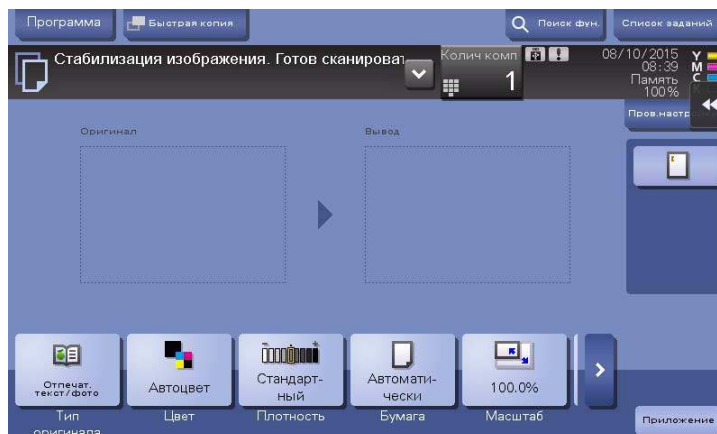 Программа
Быстрая копия
Поиск фун.
Список заданий
Стабилизация изображения. Готов сканироват
Колич комп
1
08/10/2015
08:39
Память
100%
Y
M
C
K
Пров.настр
Оригинал
Вывод
Отпечат.
текст/фото
Автоцвет
Стандарт-
ный
Автомати-
чески
100.0%
Тип
оригинала
Цвет
Плотность
Бумага
Масштаб
Приложение